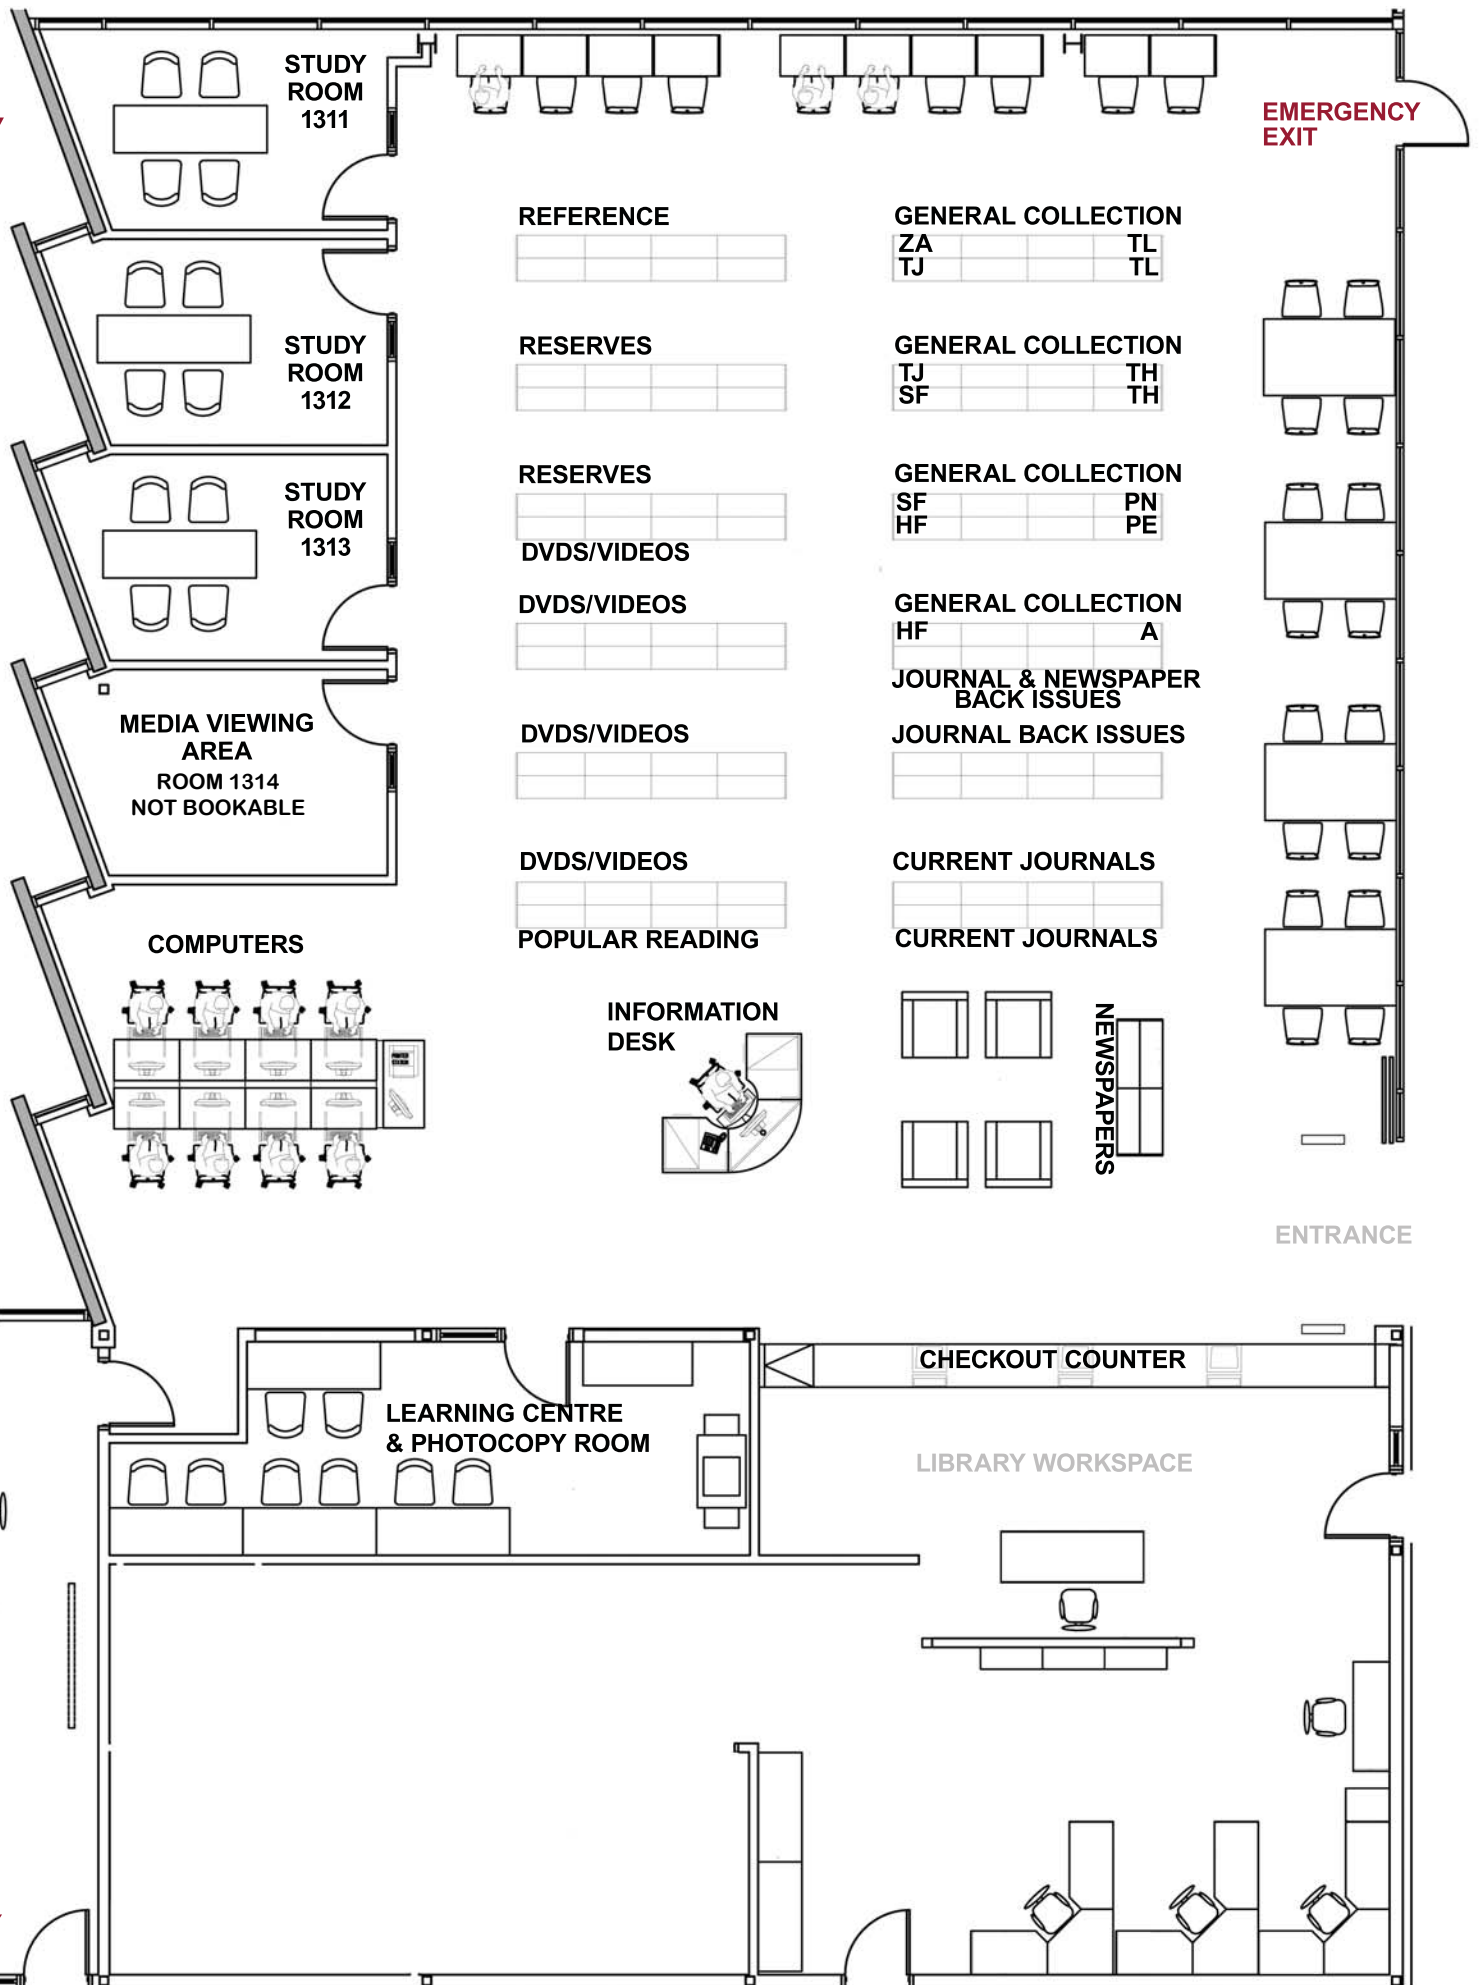 STUDY
ROOM
1311
EMERGENCY
EXIT
REFERENCE
GENERAL COLLECTION
ZA TL
TJ TL
STUDY
ROOM
1312
RESERVES
GENERAL COLLECTION
TJ TH
SF TH
STUDY
ROOM
1313
RESERVES
DVDS/VIDEOS
GENERAL COLLECTION
SF PN
HF PE
DVDS/VIDEOS
GENERAL COLLECTION
HF A
JOURNAL & NEWSPAPER
BACK ISSUES
MEDIA VIEWING
AREA
ROOM 1314
NOT BOOKABLE
DVDS/VIDEOS
JOURNAL BACK ISSUES
DVDS/VIDEOS
POPULAR READING
CURRENT JOURNALS
CURRENT JOURNALS
COMPUTERS
INFORMATION
DESK
NEWSPAPERS
ENTRANCE
CHECKOUT COUNTER
LEARNING CENTRE
& PHOTOCOPY ROOM
LIBRARY WORKSPACE